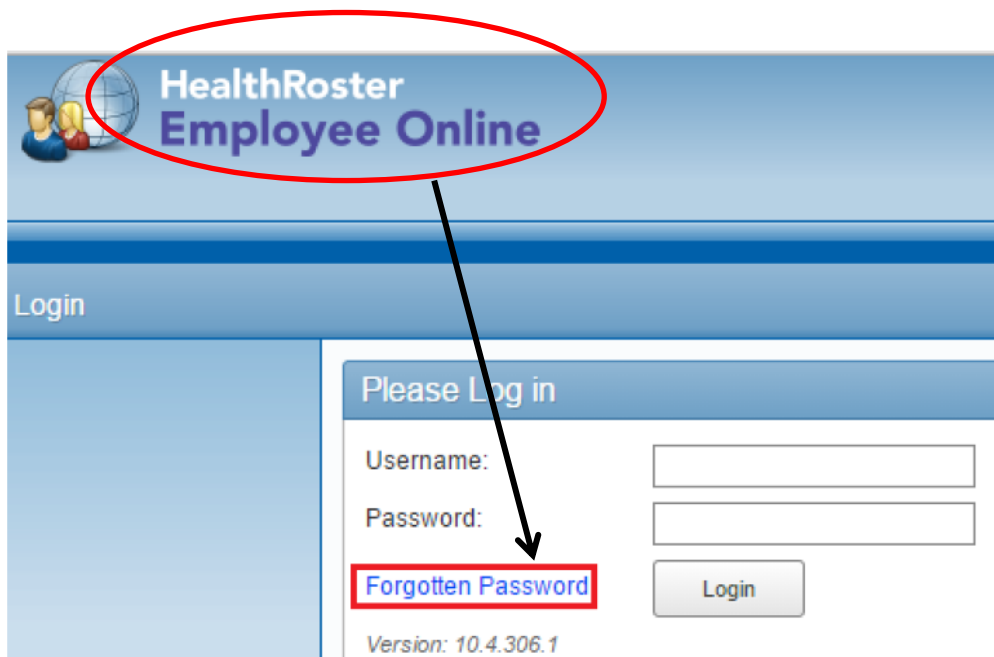 HealthRoster
Employee Online
Login
Please Log in
Username:
Password:
Forgotten Password
Login
Version: 10.4.306.1